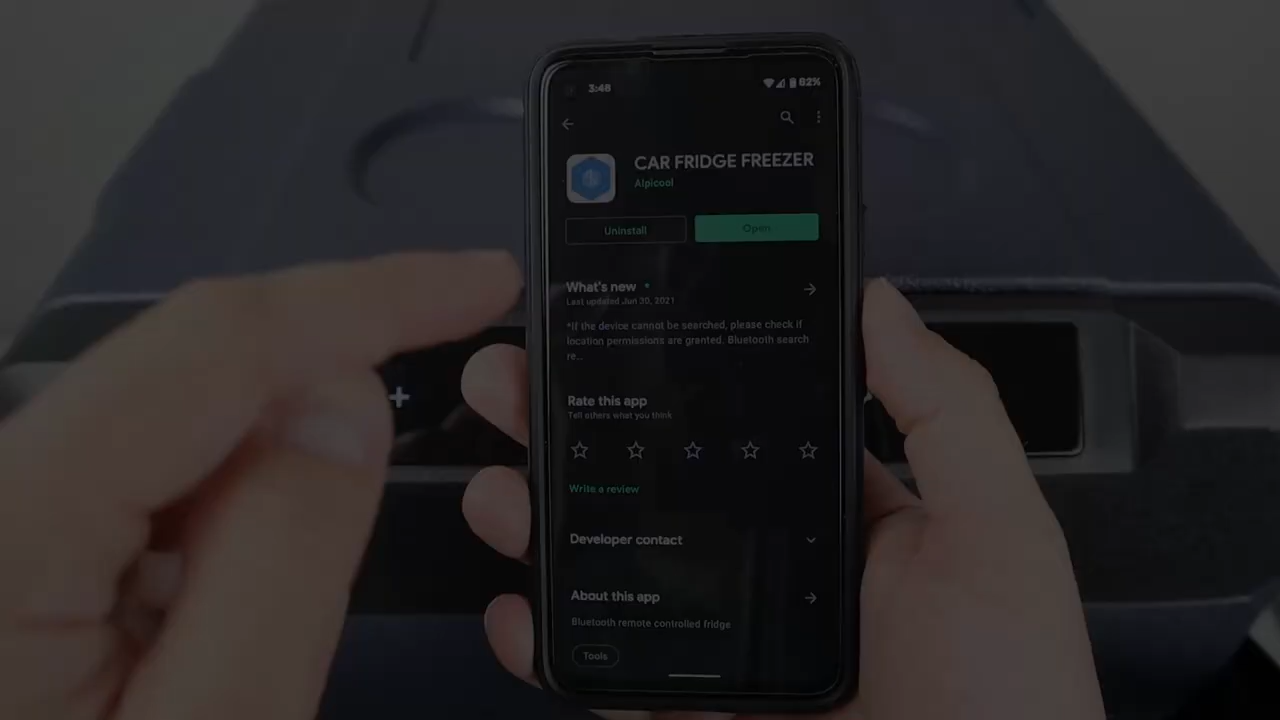 3:48
82%
CAR FRIDGE FREEZER
Alpicool
Uninstall
Open
What's new
Last updated Jun 30, 2021
*If the device cannot be searched, please check if
location permissions are granted. Bluetooth search
re...
Rate this app
Tell others what you think
Write a review
Developer contact
About this app
Bluetooth remote controlled fridge
Tools
+